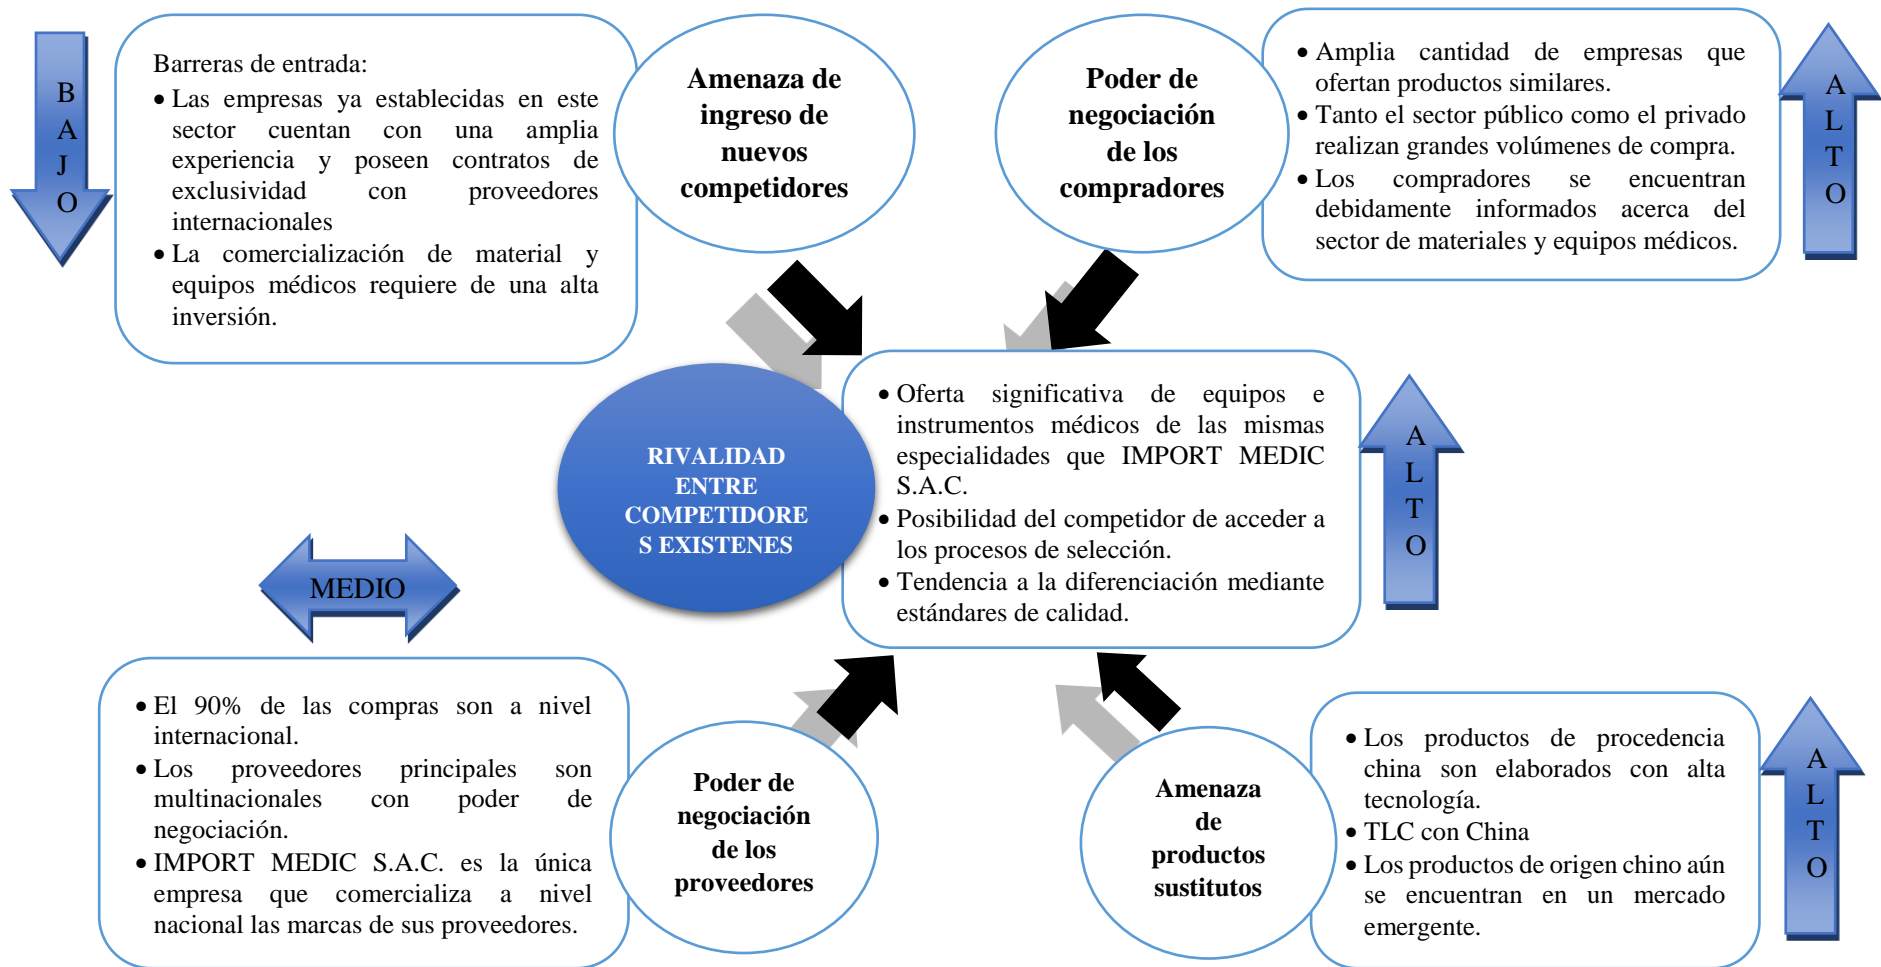 B
A
J
O
Barreras de entrada:
• Las empresas ya establecidas en este
sector cuentan con una amplia
experiencia y poseen contratos de
exclusividad con proveedores
internacionales
• La comercialización de material y
equipos médicos requiere de una alta
inversión.
Amenaza de
ingreso de
nuevos
competidores
Poder de
negociación
de los
compradores
• Amplia cantidad de empresas que
ofertan productos similares.
• Tanto el sector público como el privado
realizan grandes volúmenes de compra.
• Los compradores se encuentran
debidamente informados acerca del
sector de materiales y equipos médicos.
A
L
T
O
RIVALIDAD
ENTRE
COMPETIDORE
S EXISTENES
• Oferta significativa de equipos e
instrumentos médicos de las mismas
especialidades que IMPORT MEDIC
S.A.C.
• Posibilidad del competidor de acceder a
los procesos de selección.
• Tendencia a la diferenciación mediante
estándares de calidad.
A
L
T
O
MEDIO
• El 90% de las compras son a nivel
internacional.
• Los proveedores principales son
multinacionales con poder de
negociación.
• IMPORT MEDIC S.A.C. es la única
empresa que comercializa a nivel
nacional las marcas de sus proveedores.
Poder de
negociación
de los
proveedores
Amenaza
de
productos
sustitutos
• Los productos de procedencia
china son elaborados con alta
tecnología.
• TLC con China
• Los productos de origen chino aún
se encuentran en un mercado
emergente.
A
L
T
O